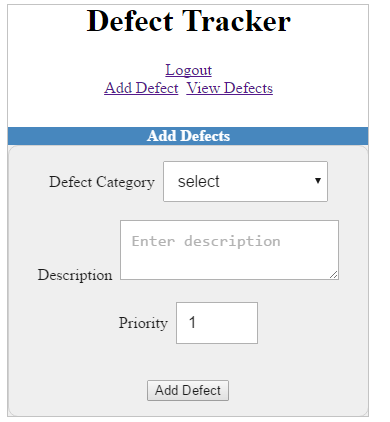 Defect Tracker
Logout
Add Defect View Defects
Add Defects
Defect Category select
Enter description
Description
Priority 1
Add Defect